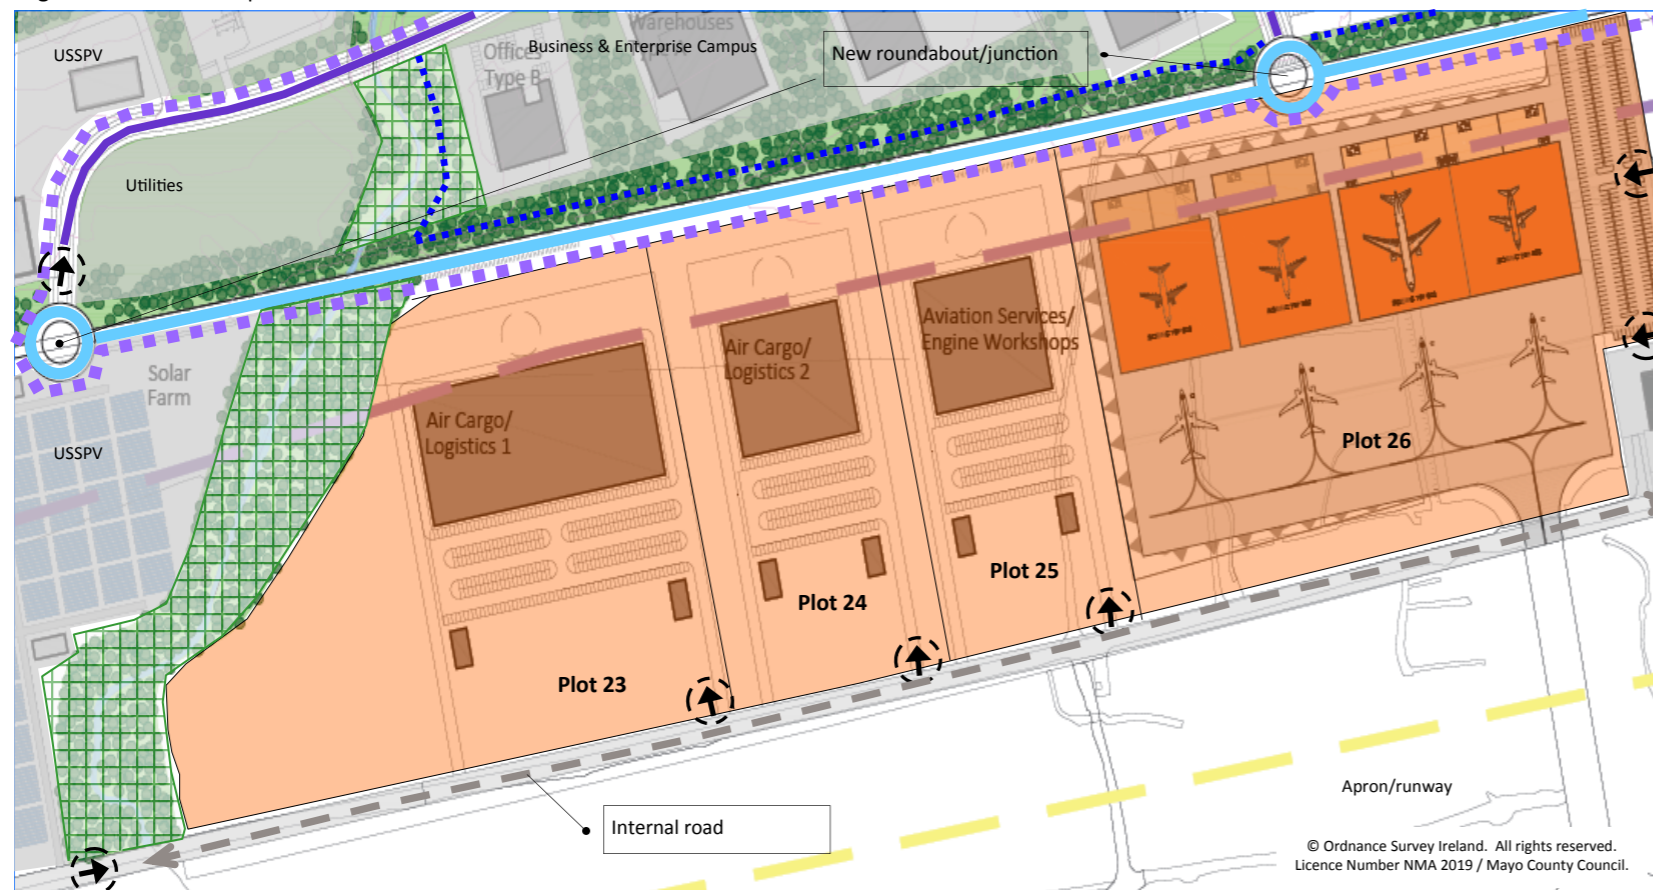 USSPV
Warehouses
Offices
Type B
Business & Enterprise Campus
New roundabout/junction
Utilities
Solar
Farm
USSPV
Air Cargo/
Logistics 1
Air Cargo/
Logistics 2
Aviation Services/
Engine Workshops
Plot 26
Plot 25
Plot 24
Plot 23
Internal road
Apron/runway
© Ordnance Survey Ireland. All rights reserved.
Licence Number NMA 2019 / Mayo County Council.